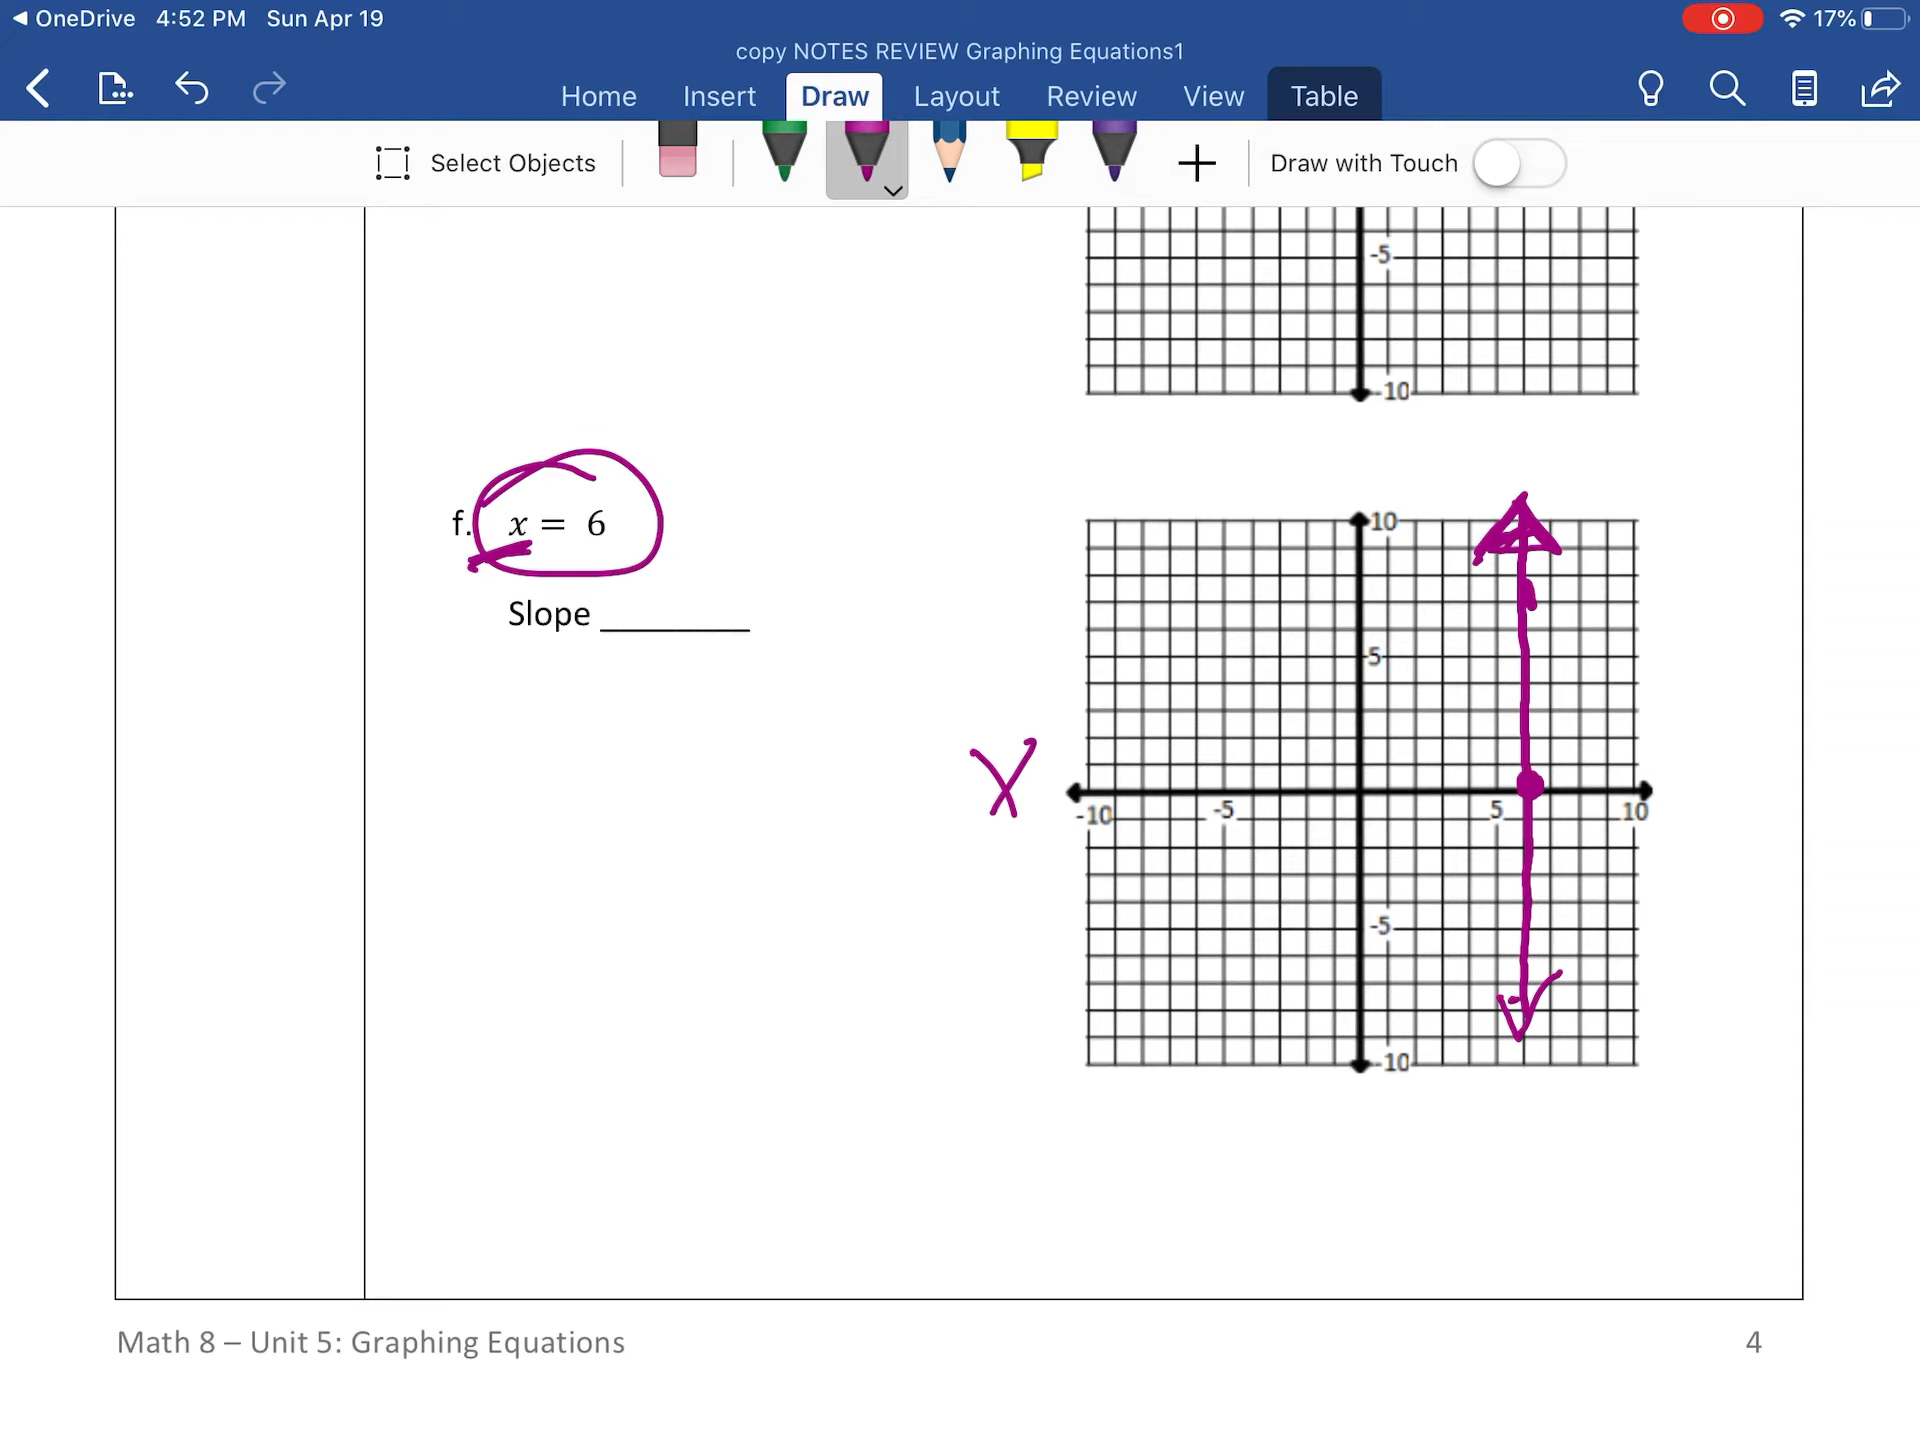 OneDrive 4:52 PM Sun Apr 19 17%
copy NOTES REVIEW Graphing Equations1
Home Insert Draw Layout Review View Table
Select Objects Draw with Touch
-5
-10
f. x = 6
Slope _________
10
5
X
-10 -5 5 10
-5
-10
Math 8 – Unit 5: Graphing Equations 4